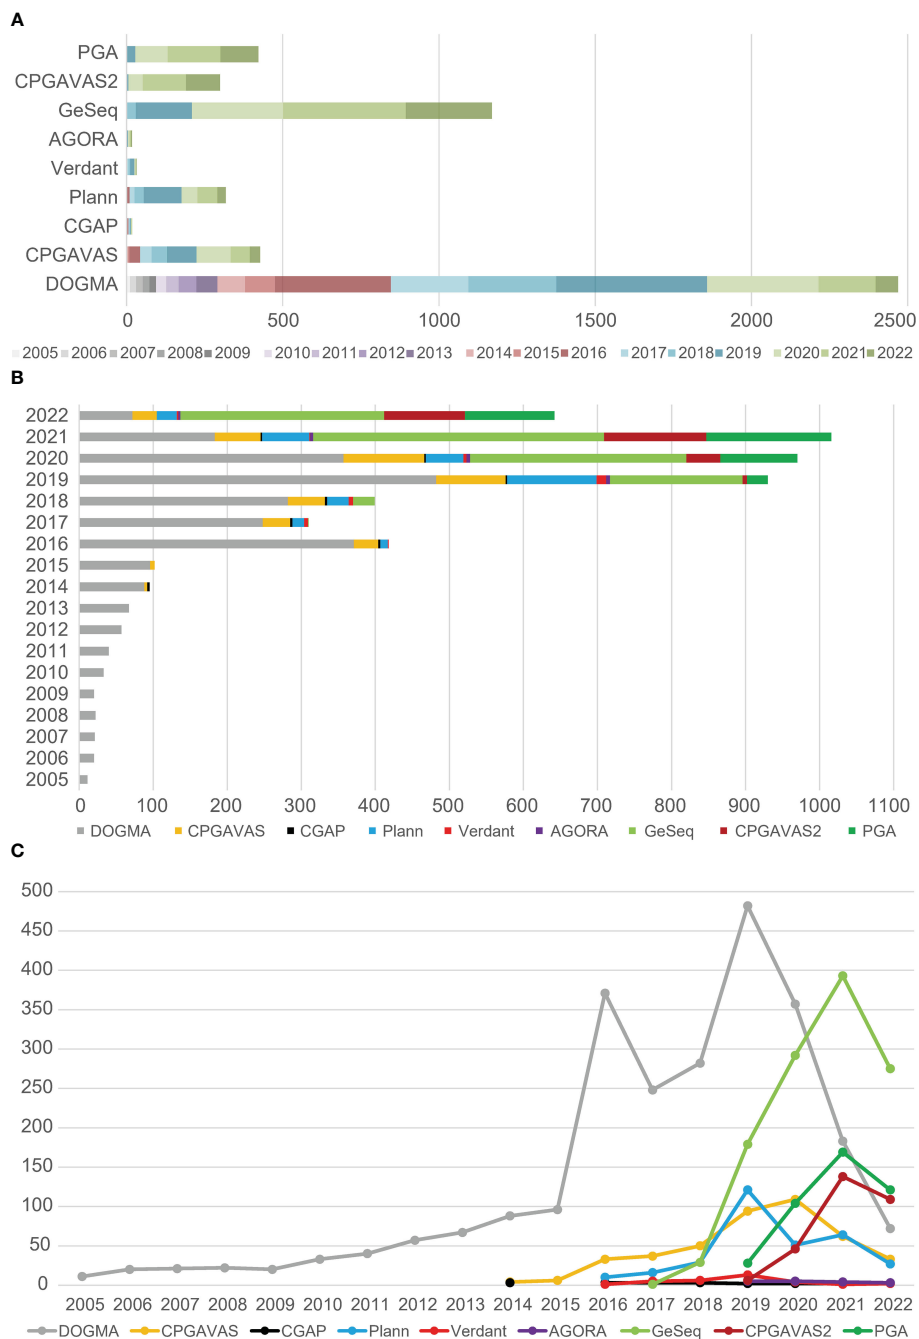 A
PGA
CPGAVAS2
GeSeq
AGORA
Verdant
Plann
CGAP
CPGAVAS
DOGMA
0 500 1000 1500 2000 2500
2005 2006 2007 2008 2009 2010 2011 2012 2013 2014 2015 2016 2017 2018 2019 2020 2021 2022
B
2022
2021
2020
2019
2018
2017
2016
2015
2014
2013
2012
2011
2010
2009
2008
2007
2006
2005
0 100 200 300 400 500 600 700 800 900 1000 1100
DOGMA CPGAVAS CGAP Plann Verdant AGORA GeSeq CPGAVAS2 PGA
C
500
450
400
350
300
250
200
150
100
50
0
2005 2006 2007 2008 2009 2010 2011 2012 2013 2014 2015 2016 2017 2018 2019 2020 2021 2022
DOGMA CPGAVAS CGAP Plann Verdant AGORA GeSeq CPGAVAS2 PGA